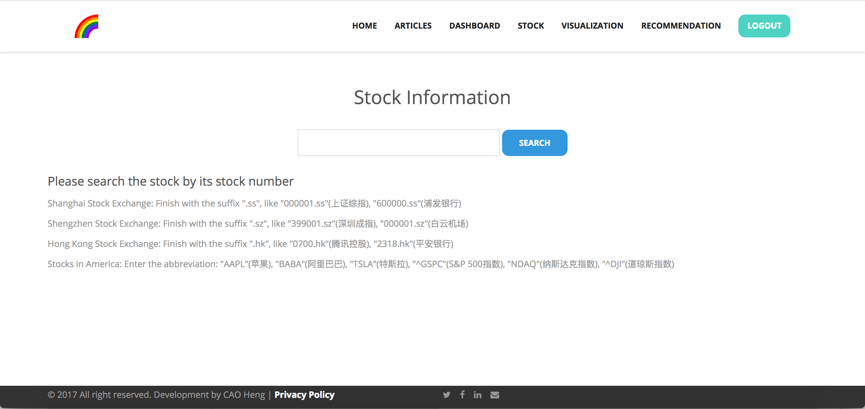 HOME ARTICLES DASHBOARD STOCK VISUALIZATION RECOMMENDATION LOGOUT
Stock Information
SEARCH
Please search the stock by its stock number
Shanghai Stock Exchange: Finish with the suffix ".ss", like "000001.ss"(上证综指), "600000.ss"(浦发银行)
Shengzhen Stock Exchange: Finish with the suffix ".sz", like "399001.sz"(深圳成指), "000001.sz"(白云机场)
Hong Kong Stock Exchange: Finish with the suffix ".hk", like "0700.hk"(腾讯控股), "2318.hk"(平安银行)
Stocks in America: Enter the abbreviation: "AAPL"(苹果), "BABA"(阿里巴巴), "TSLA"(特斯拉), "^GSPC"(S&P 500指数), "NDAQ"(纳斯达克指数), "^DJI"(道琼斯指数)
© 2017 All right reserved. Development by CAO Heng | Privacy Policy